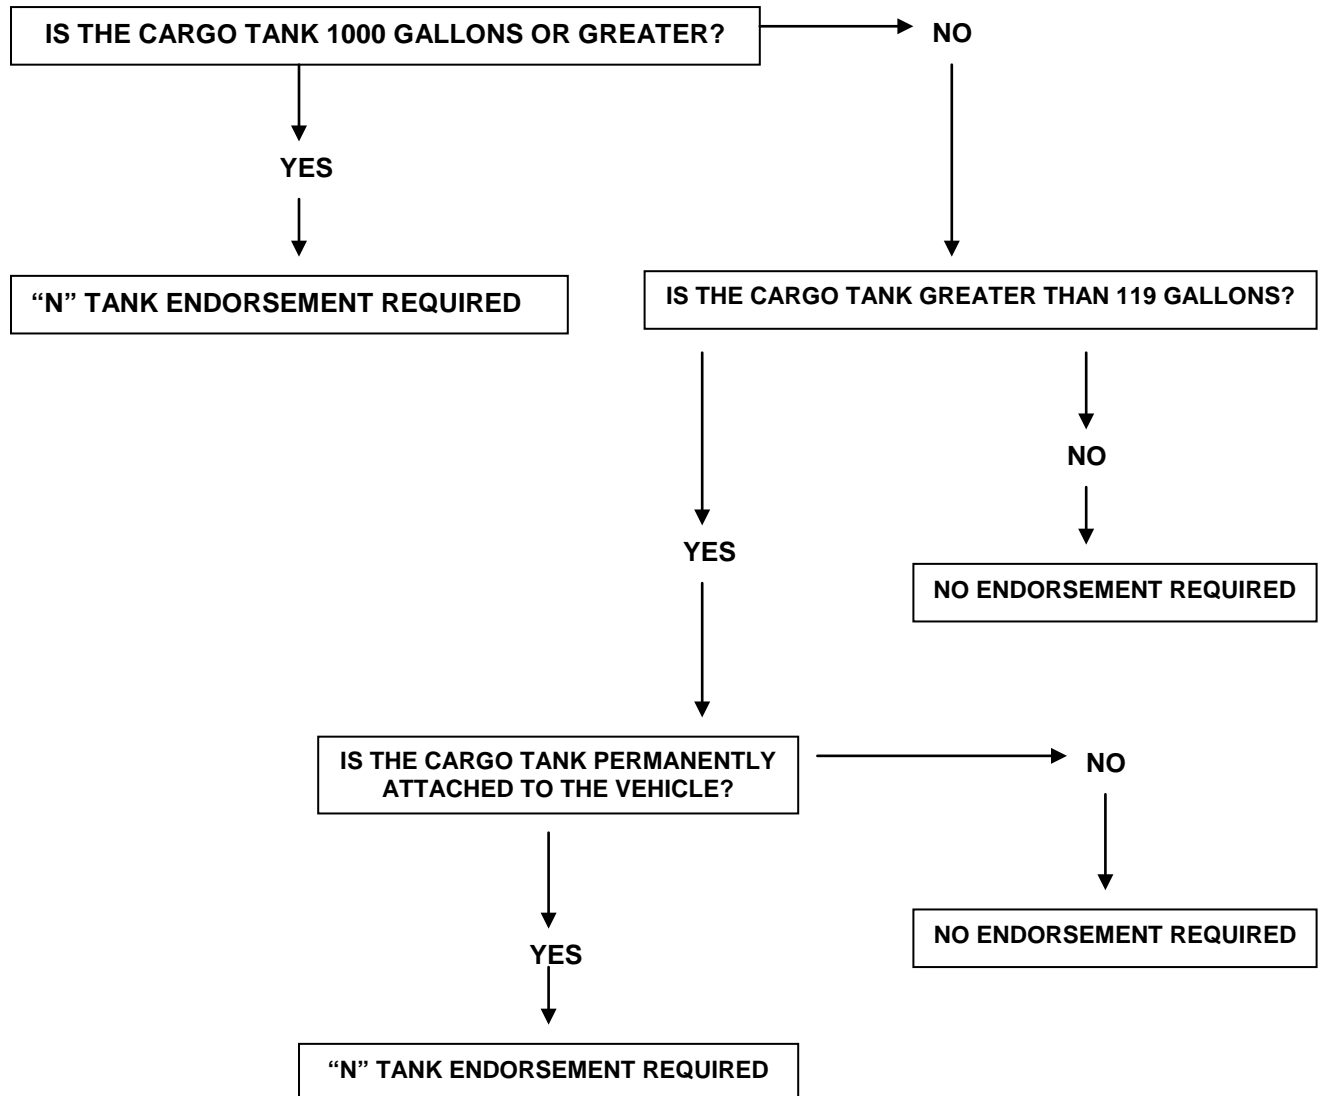 IS THE CARGO TANK 1000 GALLONS OR GREATER?
NO
YES
“N” TANK ENDORSEMENT REQUIRED
IS THE CARGO TANK GREATER THAN 119 GALLONS?
NO
YES
NO ENDORSEMENT REQUIRED
IS THE CARGO TANK PERMANENTLY
ATTACHED TO THE VEHICLE?
NO
NO ENDORSEMENT REQUIRED
YES
“N” TANK ENDORSEMENT REQUIRED